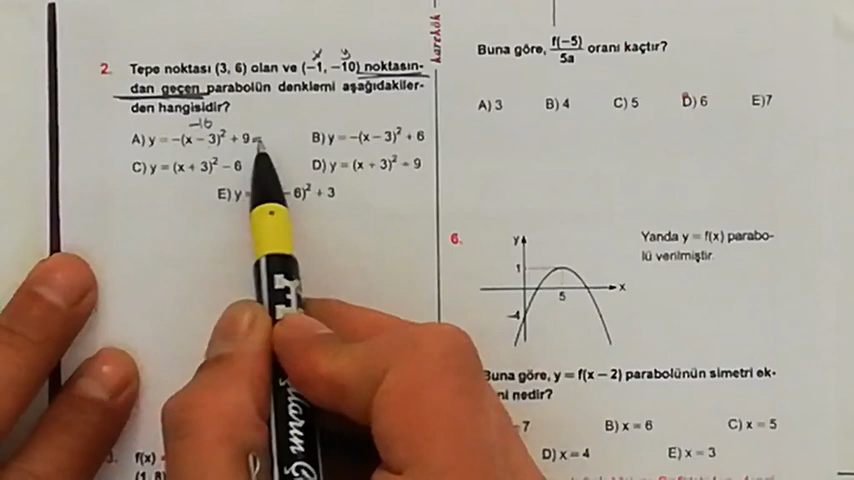 2. Tepe noktası (3, 6) olan ve (−1, −10) noktasın-
x y
dan geçen parabolün denklemi aşağıdakiler-
den hangisidir?
−16
A) y = −(x − 3)² + 9 =
B) y = −(x − 3)² + 6
C) y = (x + 3)² − 6
D) y = (x + 3)² + 9
E) y = − 6)² + 3
f(x)
karekök
Buna göre, f(−5)/5a oranı kaçtır?
A) 3 B) 4 C) 5 D) 6 E) 7
6.
y
1
5
x
−4
Yanda y = f(x) parabo-
lü verilmiştir.
Buna göre, y = f(x − 2) parabolünün simetri ek-
ni nedir?
−7 B) x = 6 C) x = 5
D) x = 4 E) x = 3